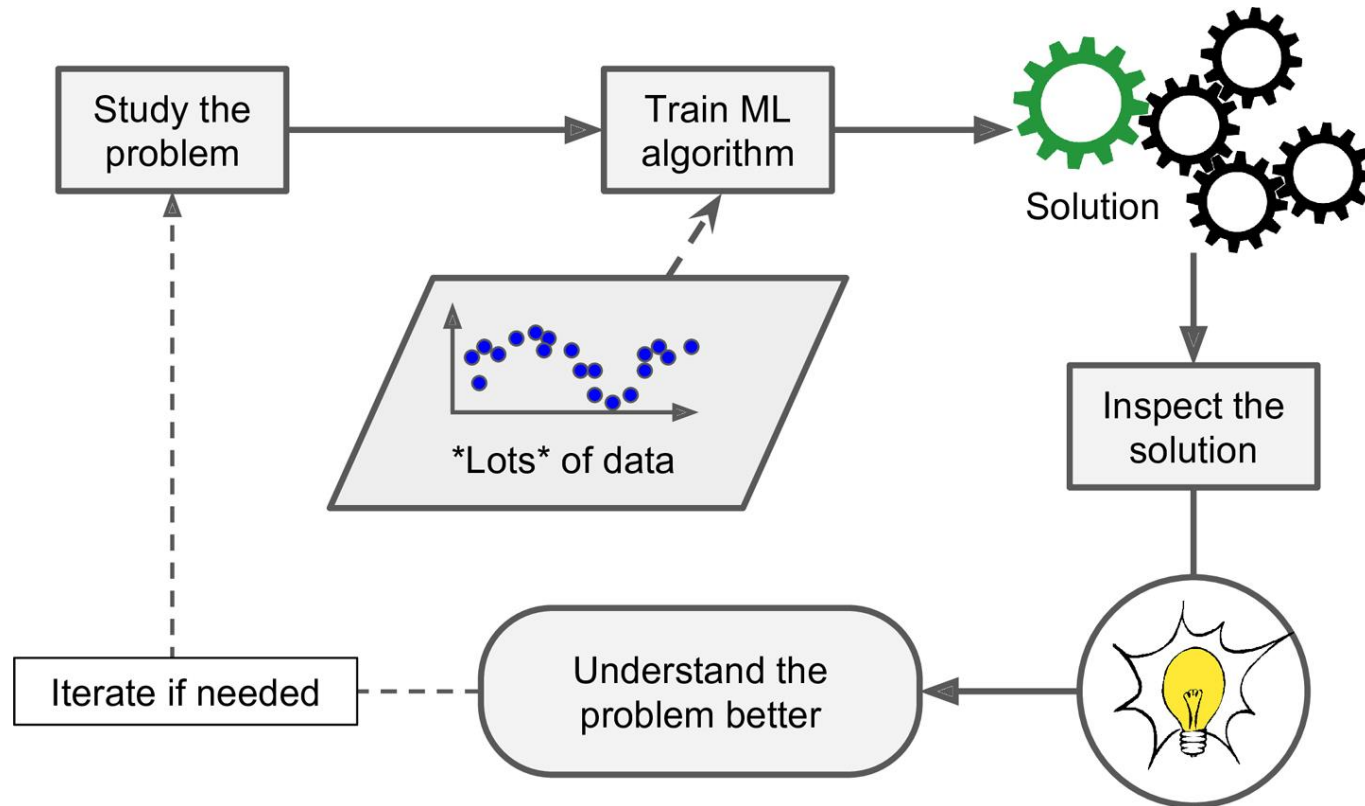 Study the
problem
Train ML
algorithm
Solution
*Lots* of data
Inspect the
solution
Understand the
problem better
Iterate if needed